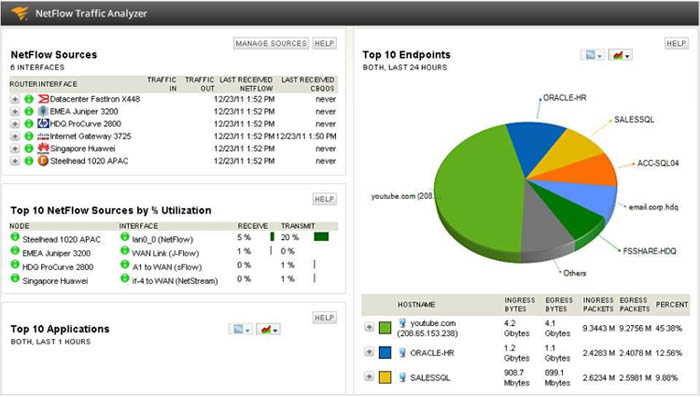 NetFlow Traffic Analyzer
NetFlow Sources
MANAGE SOURCES HELP
6 INTERFACES
ROUTER INTERFACE TRAFFIC IN TRAFFIC OUT LAST RECEIVED NETFLOW LAST RECEIVED CBQOS
Datacenter FastIron X448 12/23/11 1:52 PM never
EMEA Juniper 3200 12/23/11 1:52 PM never
HDQ ProCurve 2800 12/23/11 1:52 PM never
Internet Gateway 3725 12/23/11 1:52 PM 12/23/11 1:50 PM
Singapore Huawei 12/23/11 1:52 PM never
Steelhead 1020 APAC 12/23/11 1:52 PM never
HELP
Top 10 NetFlow Sources by % Utilization
NODE INTERFACE RECEIVE TRANSMIT
Steelhead 1020 APAC lan0_0 (NetFlow) 5 % 20 %
EMEA Juniper 3200 WAN Link (J-Flow) 1 % 0 %
HDQ ProCurve 2800 A1 to WAN (sFlow) 0 % 1 %
Singapore Huawei if-4 to WAN (NetStream) 0 % 1 %
HELP
Top 10 Applications
BOTH, LAST 1 HOURS
HELP
Top 10 Endpoints
BOTH, LAST 24 HOURS
ORACLE-HR
SALESSQL
ACC-SQL04
email.corp.hdq
FSSHARE-HDQ
Others
youtube.com (208...
HOSTNAME INGRESS BYTES EGRESS BYTES INGRESS PACKETS EGRESS PACKETS PERCENT
youtube.com (208.65.153.238) 4.2 Gbytes 4.1 Gbytes 9.3443 M 9.2756 M 45.38%
ORACLE-HR 1.2 Gbytes 1.1 Gbytes 2.4283 M 2.4078 M 12.56%
SALESSQL 908.7 Mbytes 899.1 Mbytes 2.6234 M 2.5981 M 9.88%